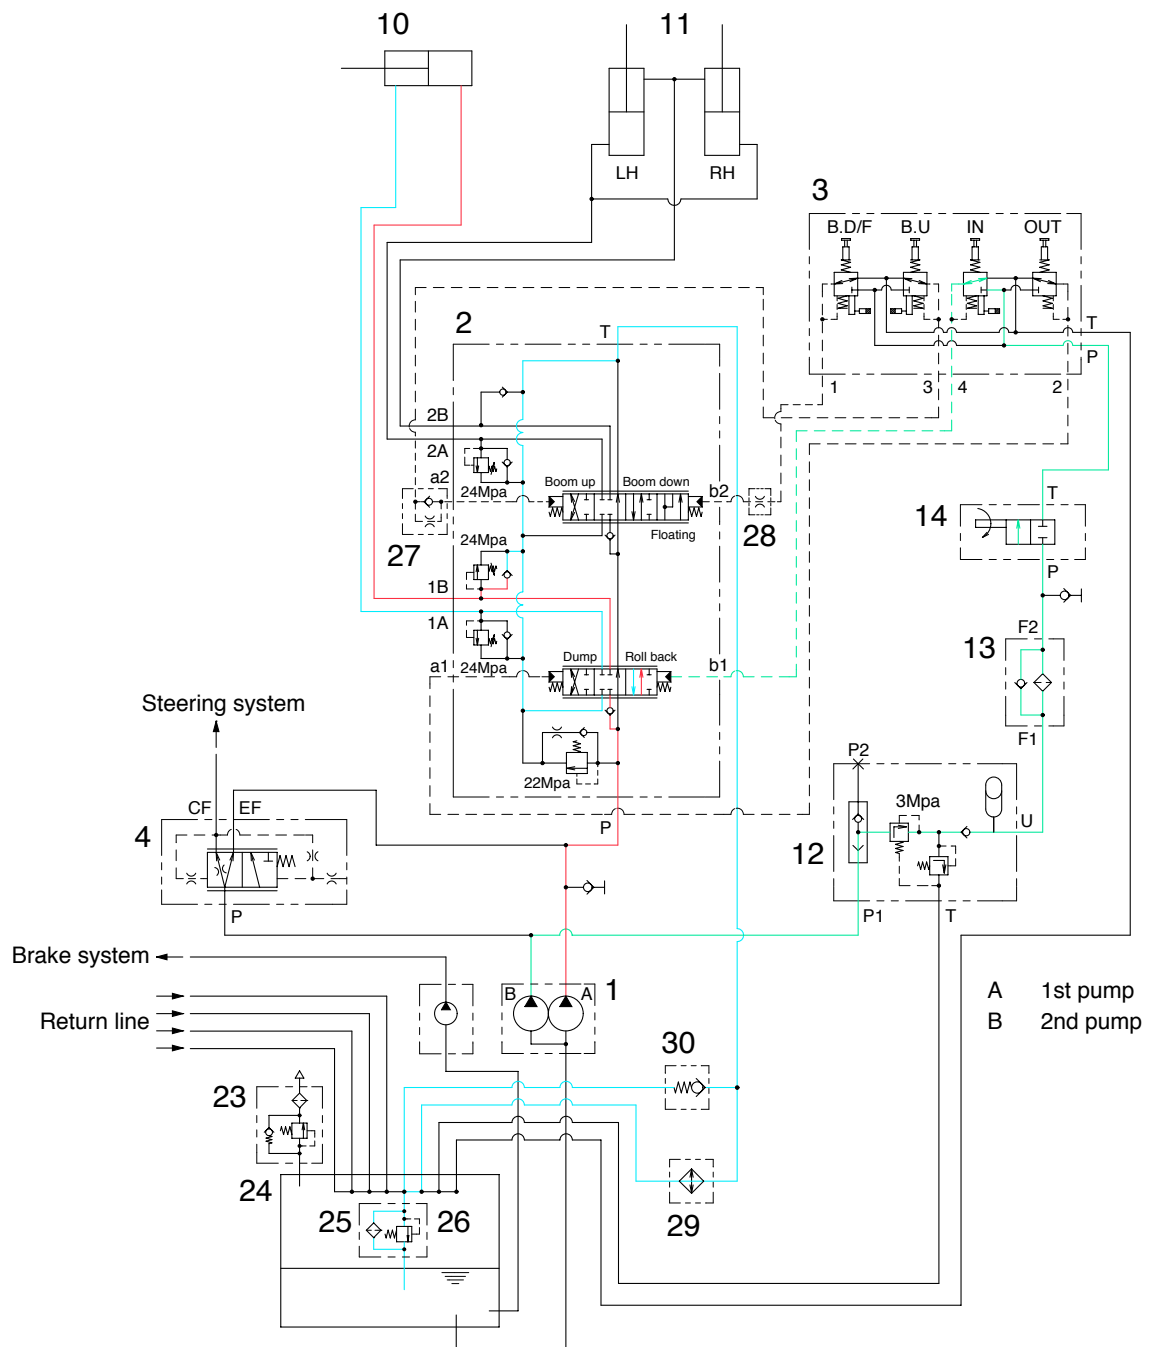 10
11
LH
RH
3
B.D/F
B.U
IN
OUT
T
P
1
3
4
2
2
T
2B
2A
a2
24Mpa
Boom up
Boom down
b2
Floating
27
28
24Mpa
1B
1A
a1
24Mpa
Dump
Roll back
b1
22Mpa
P
14
T
P
F2
13
F1
P2
3Mpa
U
12
P1
T
Steering system
CF
EF
4
P
Brake system
B
A
1
A 1st pump
B 2nd pump
Return line
30
23
24
25
26
29